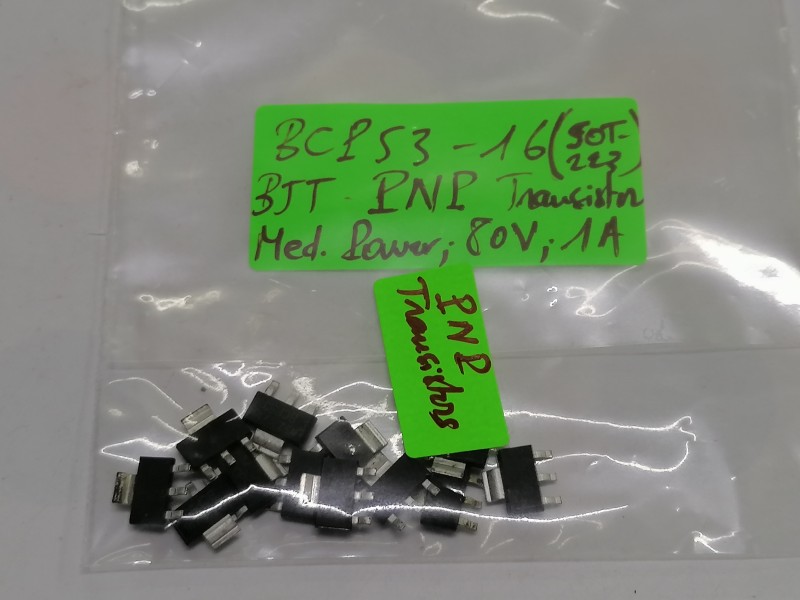 BCP53-16 (SOT-223)
BJT - PNP Transistor
Med. Power; 80V; 1A
PNP
Transistors